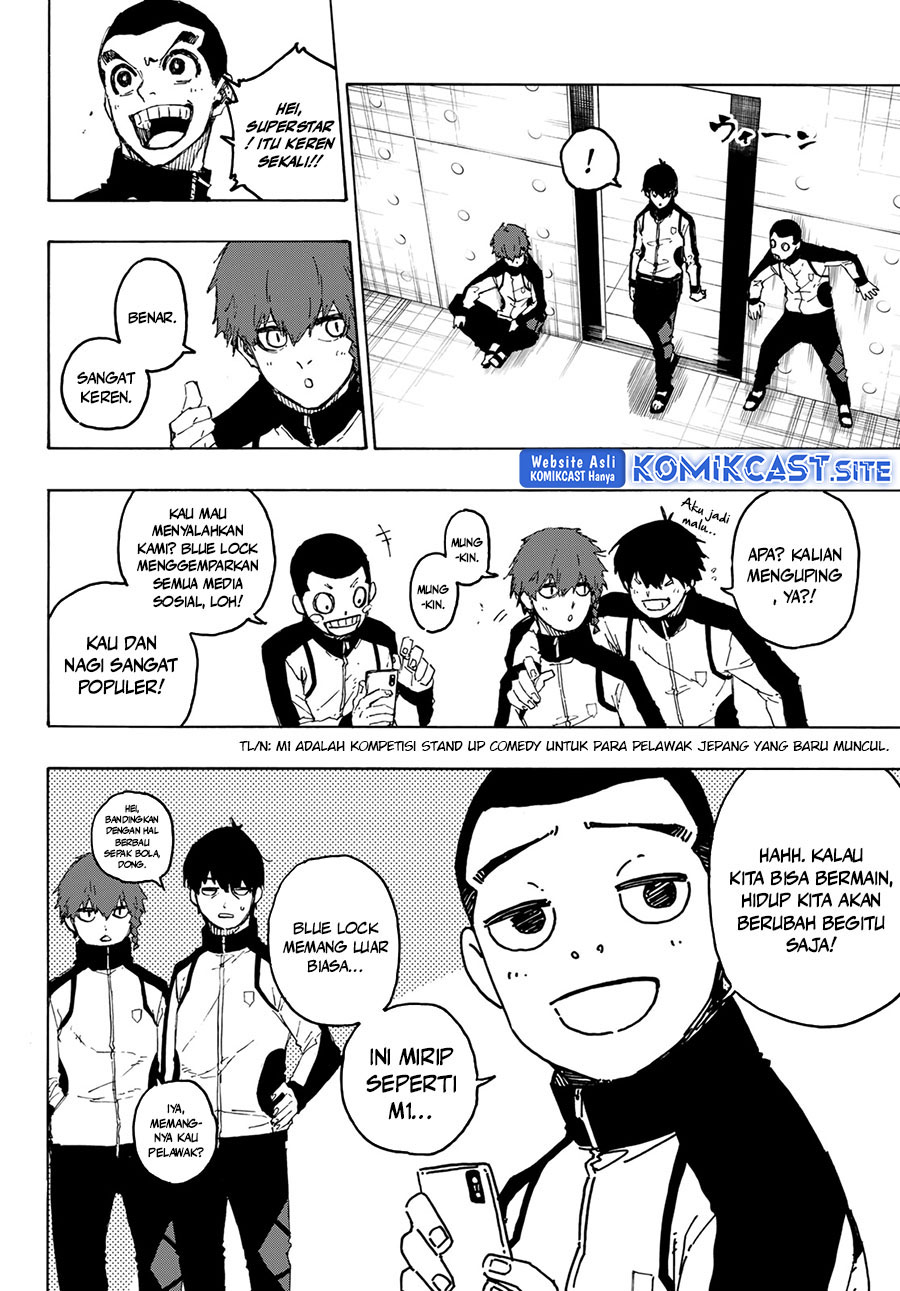 HEI,
SUPERSTAR
! ITU KEREN
SEKALI!!
!
ウィーン
BENAR.
SANGAT
KEREN.
Website Asli
KOMIKCAST Hanya
KOMIKCAST.SITE
APA? KALIAN
MENGUPING
, YA?!
Aku jadi
malu...
MUNG
-KIN.
MUNG
-KIN.
KAU MAU
MENYALAHKAN
KAMI? BLUE LOCK
MENGGEMPARKAN
SEMUA MEDIA
SOSIAL, LOH!
KAU DAN
NAGI SANGAT
POPULER!
TL/N: M1 ADALAH KOMPETISI STAND UP COMEDY UNTUK PARA PELAWAK JEPANG YANG BARU MUNCUL.
HAHH. KALAU
KITA BISA BERMAIN,
HIDUP KITA AKAN
BERUBAH BEGITU
SAJA!
BLUE LOCK
MEMANG LUAR
BIASA...
INI MIRIP
SEPERTI
M1...
HEI,
BANDINGKAN
DENGAN HAL
BERBAU
SEPAK BOLA,
DONG.
IYA,
MEMANG-
NYA KAU
PELAWAK?